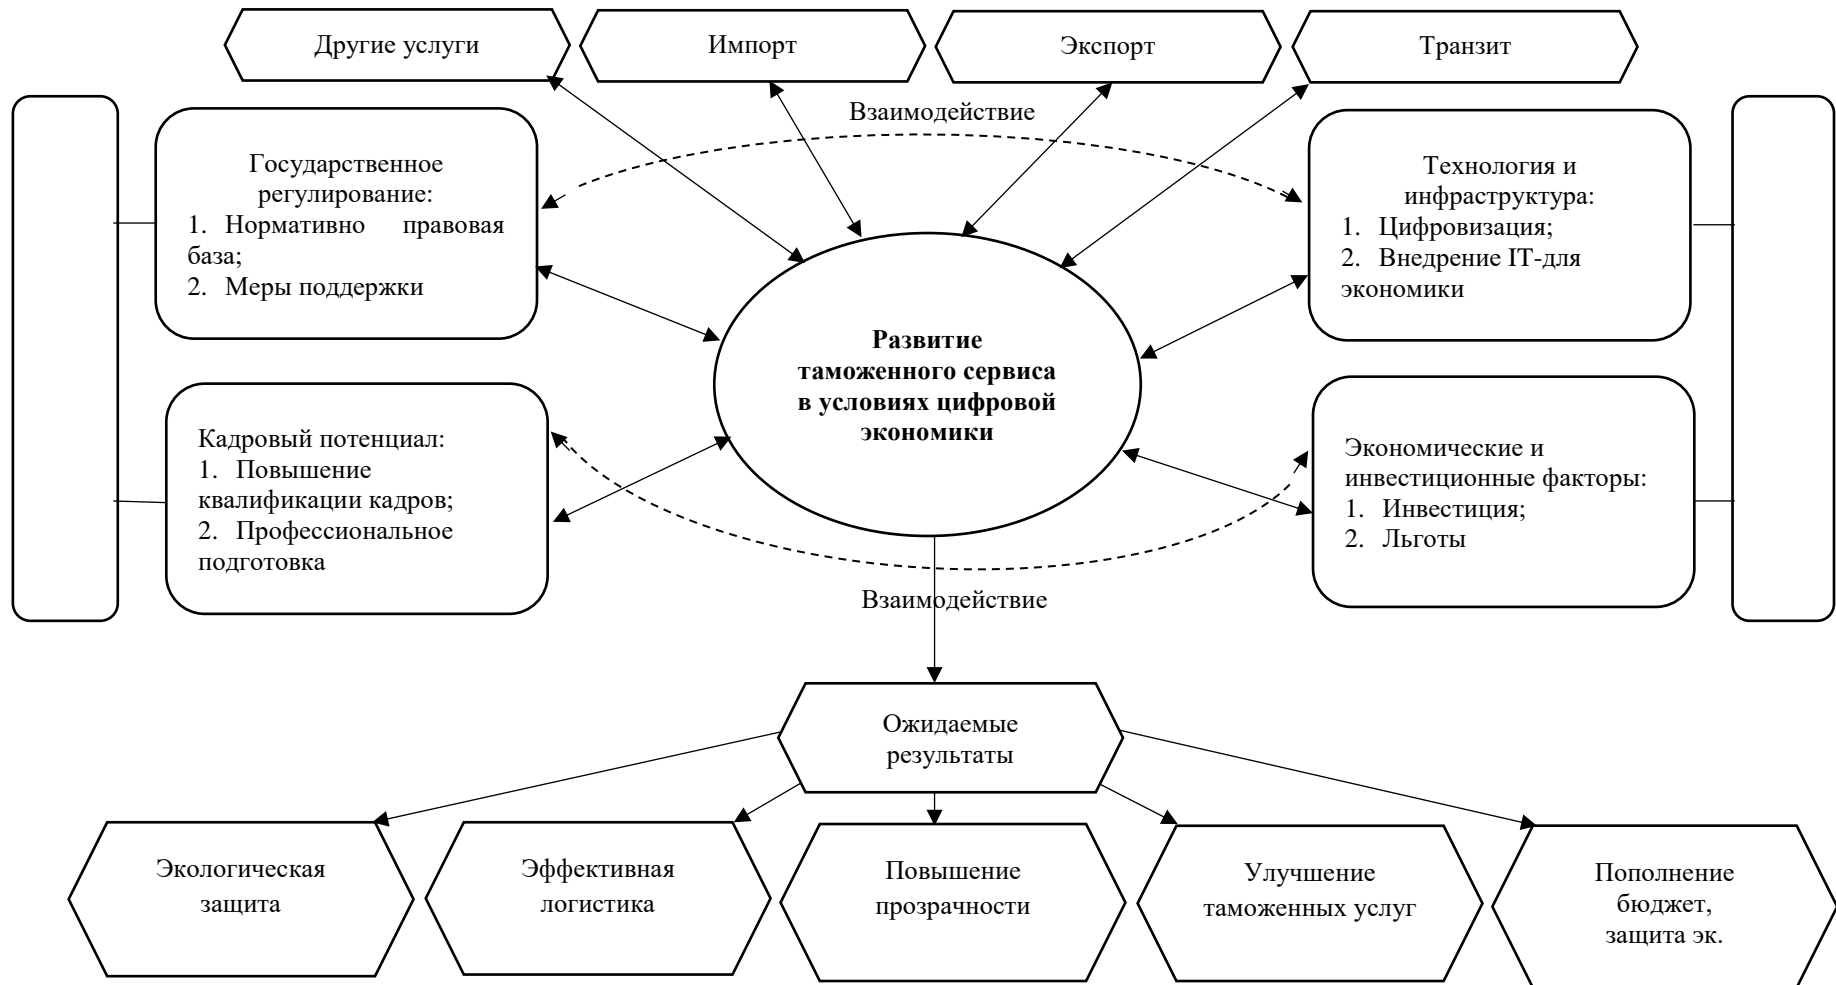 Другие услуги
Импорт
Экспорт
Транзит
Взаимодействие
Государственное
регулирование:
1. Нормативно правовая
база;
2. Меры поддержки
Технология и
инфраструктура:
1. Цифровизация;
2. Внедрение IT-для
экономики
Развитие
таможенного сервиса
в условиях цифровой
экономики
Кадровый потенциал:
1. Повышение
квалификации кадров;
2. Профессиональное
подготовка
Экономические и
инвестиционные факторы:
1. Инвестиция;
2. Льготы
Взаимодействие
Ожидаемые
результаты
Экологическая
защита
Эффективная
логистика
Повышение
прозрачности
Улучшение
таможенных услуг
Пополнение
бюджет,
защита эк.